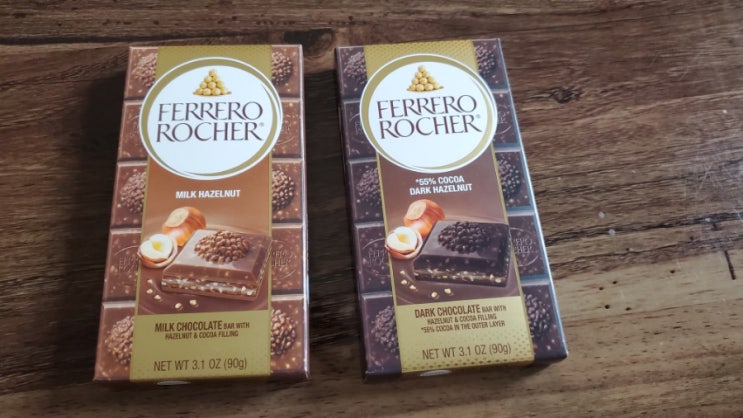 FERRERO
ROCHER®
MILK HAZELNUT
MILK CHOCOLATE BAR WITH
HAZELNUT & COCOA FILLING
NET WT 3.1 OZ (90g)
FERRERO
ROCHER®
*55% COCOA
DARK HAZELNUT
DARK CHOCOLATE BAR WITH
HAZELNUT & COCOA FILLING
*55% COCOA IN THE OUTER LAYER
NET WT 3.1 OZ (90g)